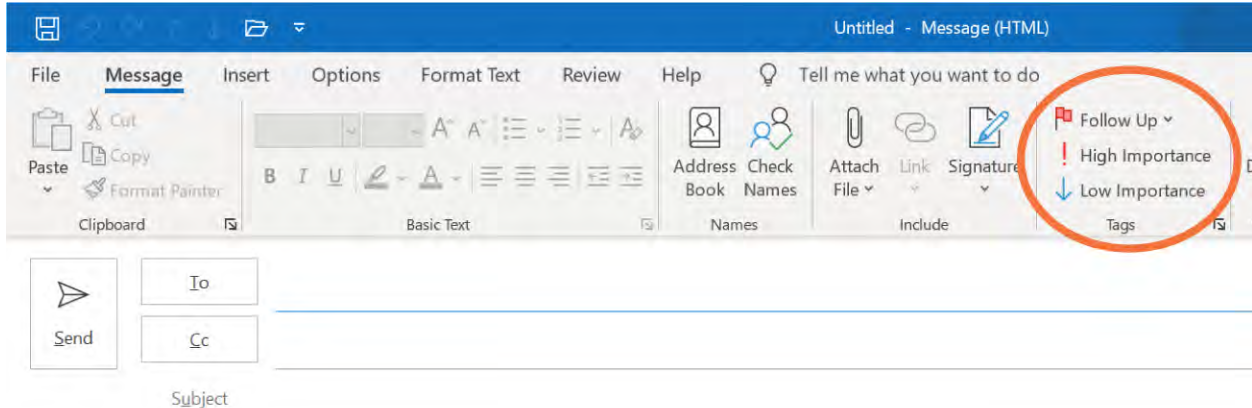 Untitled - Message (HTML)
File Message Insert Options Format Text Review Help Tell me what you want to do
Paste
Cut
Copy
Format Painter
Clipboard
B I U A
Basic Text
Address Book
Check Names
Names
Attach File
Link
Signature
Include
Follow Up
High Importance
Low Importance
Tags
Send
To
Cc
Subject